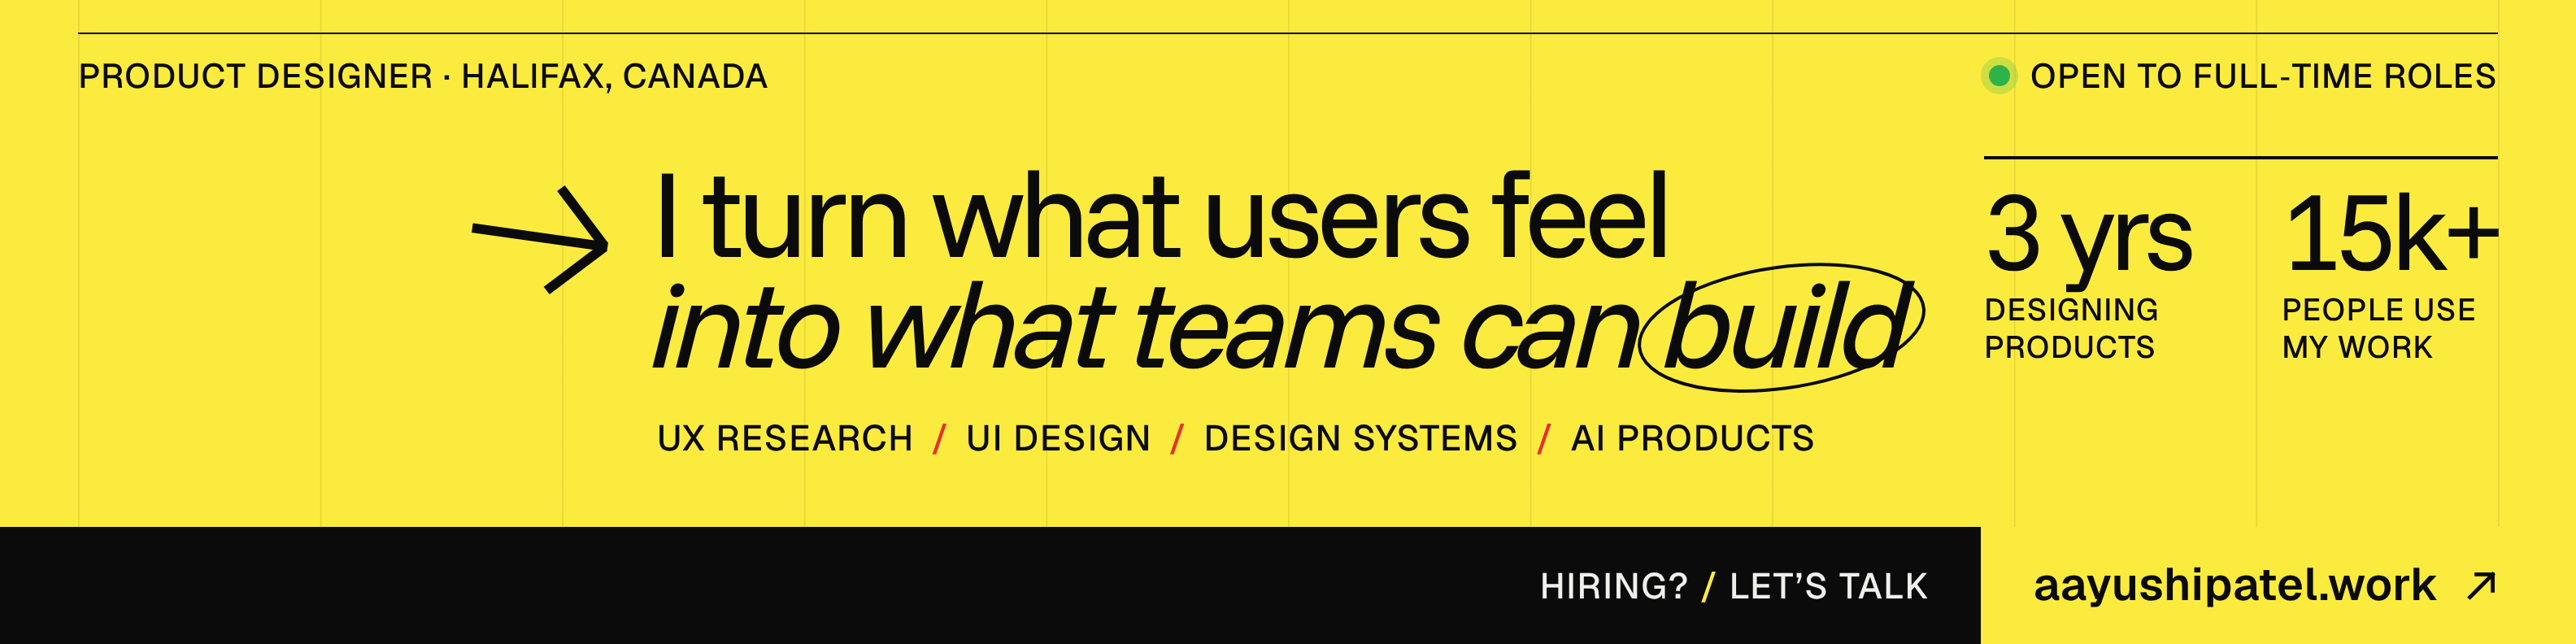 PRODUCT DESIGNER · HALIFAX, CANADA
OPEN TO FULL-TIME ROLES
I turn what users feel
into what teams can build
UX RESEARCH / UI DESIGN / DESIGN SYSTEMS / AI PRODUCTS
3 yrs
DESIGNING
PRODUCTS
15k+
PEOPLE USE
MY WORK
HIRING? / LET’S TALK
aayushipatel.work ↗